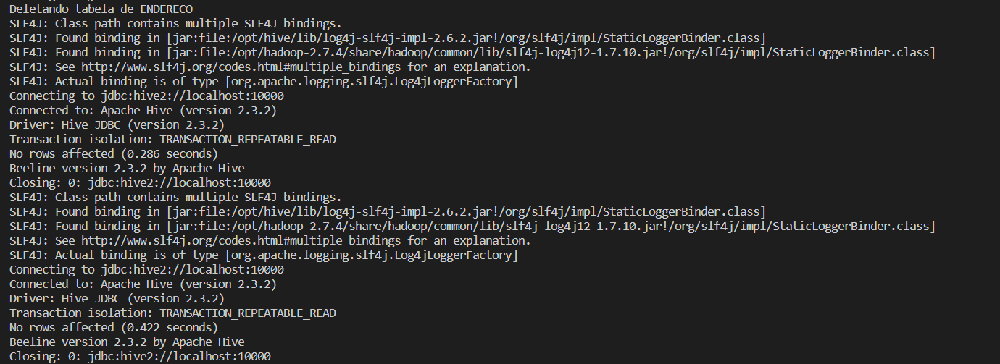 Deletando tabela de ENDERECO
SLF4J: Class path contains multiple SLF4J bindings.
SLF4J: Found binding in [jar:file:/opt/hive/lib/log4j-slf4j-impl-2.6.2.jar!/org/slf4j/impl/StaticLoggerBinder.class]
SLF4J: Found binding in [jar:file:/opt/hadoop-2.7.4/share/hadoop/common/lib/slf4j-log4j12-1.7.10.jar!/org/slf4j/impl/StaticLoggerBinder.class]
SLF4J: See http://www.slf4j.org/codes.html#multiple_bindings for an explanation.
SLF4J: Actual binding is of type [org.apache.logging.slf4j.Log4jLoggerFactory]
Connecting to jdbc:hive2://localhost:10000
Connected to: Apache Hive (version 2.3.2)
Driver: Hive JDBC (version 2.3.2)
Transaction isolation: TRANSACTION_REPEATABLE_READ
No rows affected (0.286 seconds)
Beeline version 2.3.2 by Apache Hive
Closing: 0: jdbc:hive2://localhost:10000
SLF4J: Class path contains multiple SLF4J bindings.
SLF4J: Found binding in [jar:file:/opt/hive/lib/log4j-slf4j-impl-2.6.2.jar!/org/slf4j/impl/StaticLoggerBinder.class]
SLF4J: Found binding in [jar:file:/opt/hadoop-2.7.4/share/hadoop/common/lib/slf4j-log4j12-1.7.10.jar!/org/slf4j/impl/StaticLoggerBinder.class]
SLF4J: See http://www.slf4j.org/codes.html#multiple_bindings for an explanation.
SLF4J: Actual binding is of type [org.apache.logging.slf4j.Log4jLoggerFactory]
Connecting to jdbc:hive2://localhost:10000
Connected to: Apache Hive (version 2.3.2)
Driver: Hive JDBC (version 2.3.2)
Transaction isolation: TRANSACTION_REPEATABLE_READ
No rows affected (0.422 seconds)
Beeline version 2.3.2 by Apache Hive
Closing: 0: jdbc:hive2://localhost:10000